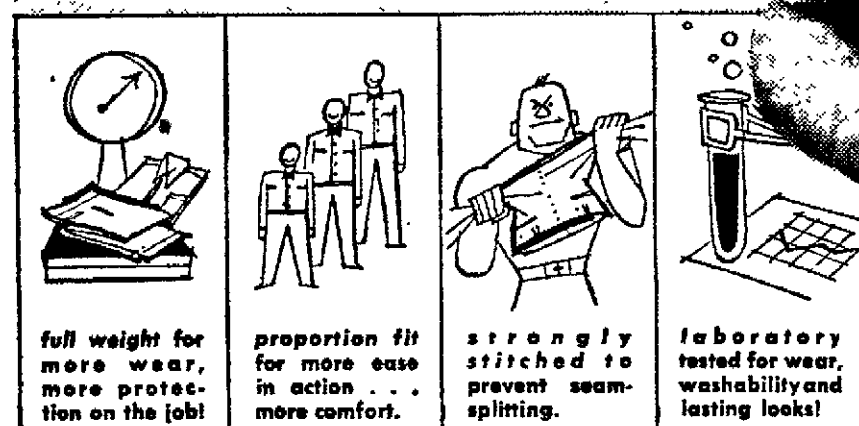 full weight for
more wear,
more protec-
tion on the job!
proportion fit
for more ease
in action . . .
more comfort.
strongly
stitched to
prevent seam-
splitting.
laboratory
tested for wear,
washability and
lasting looks!